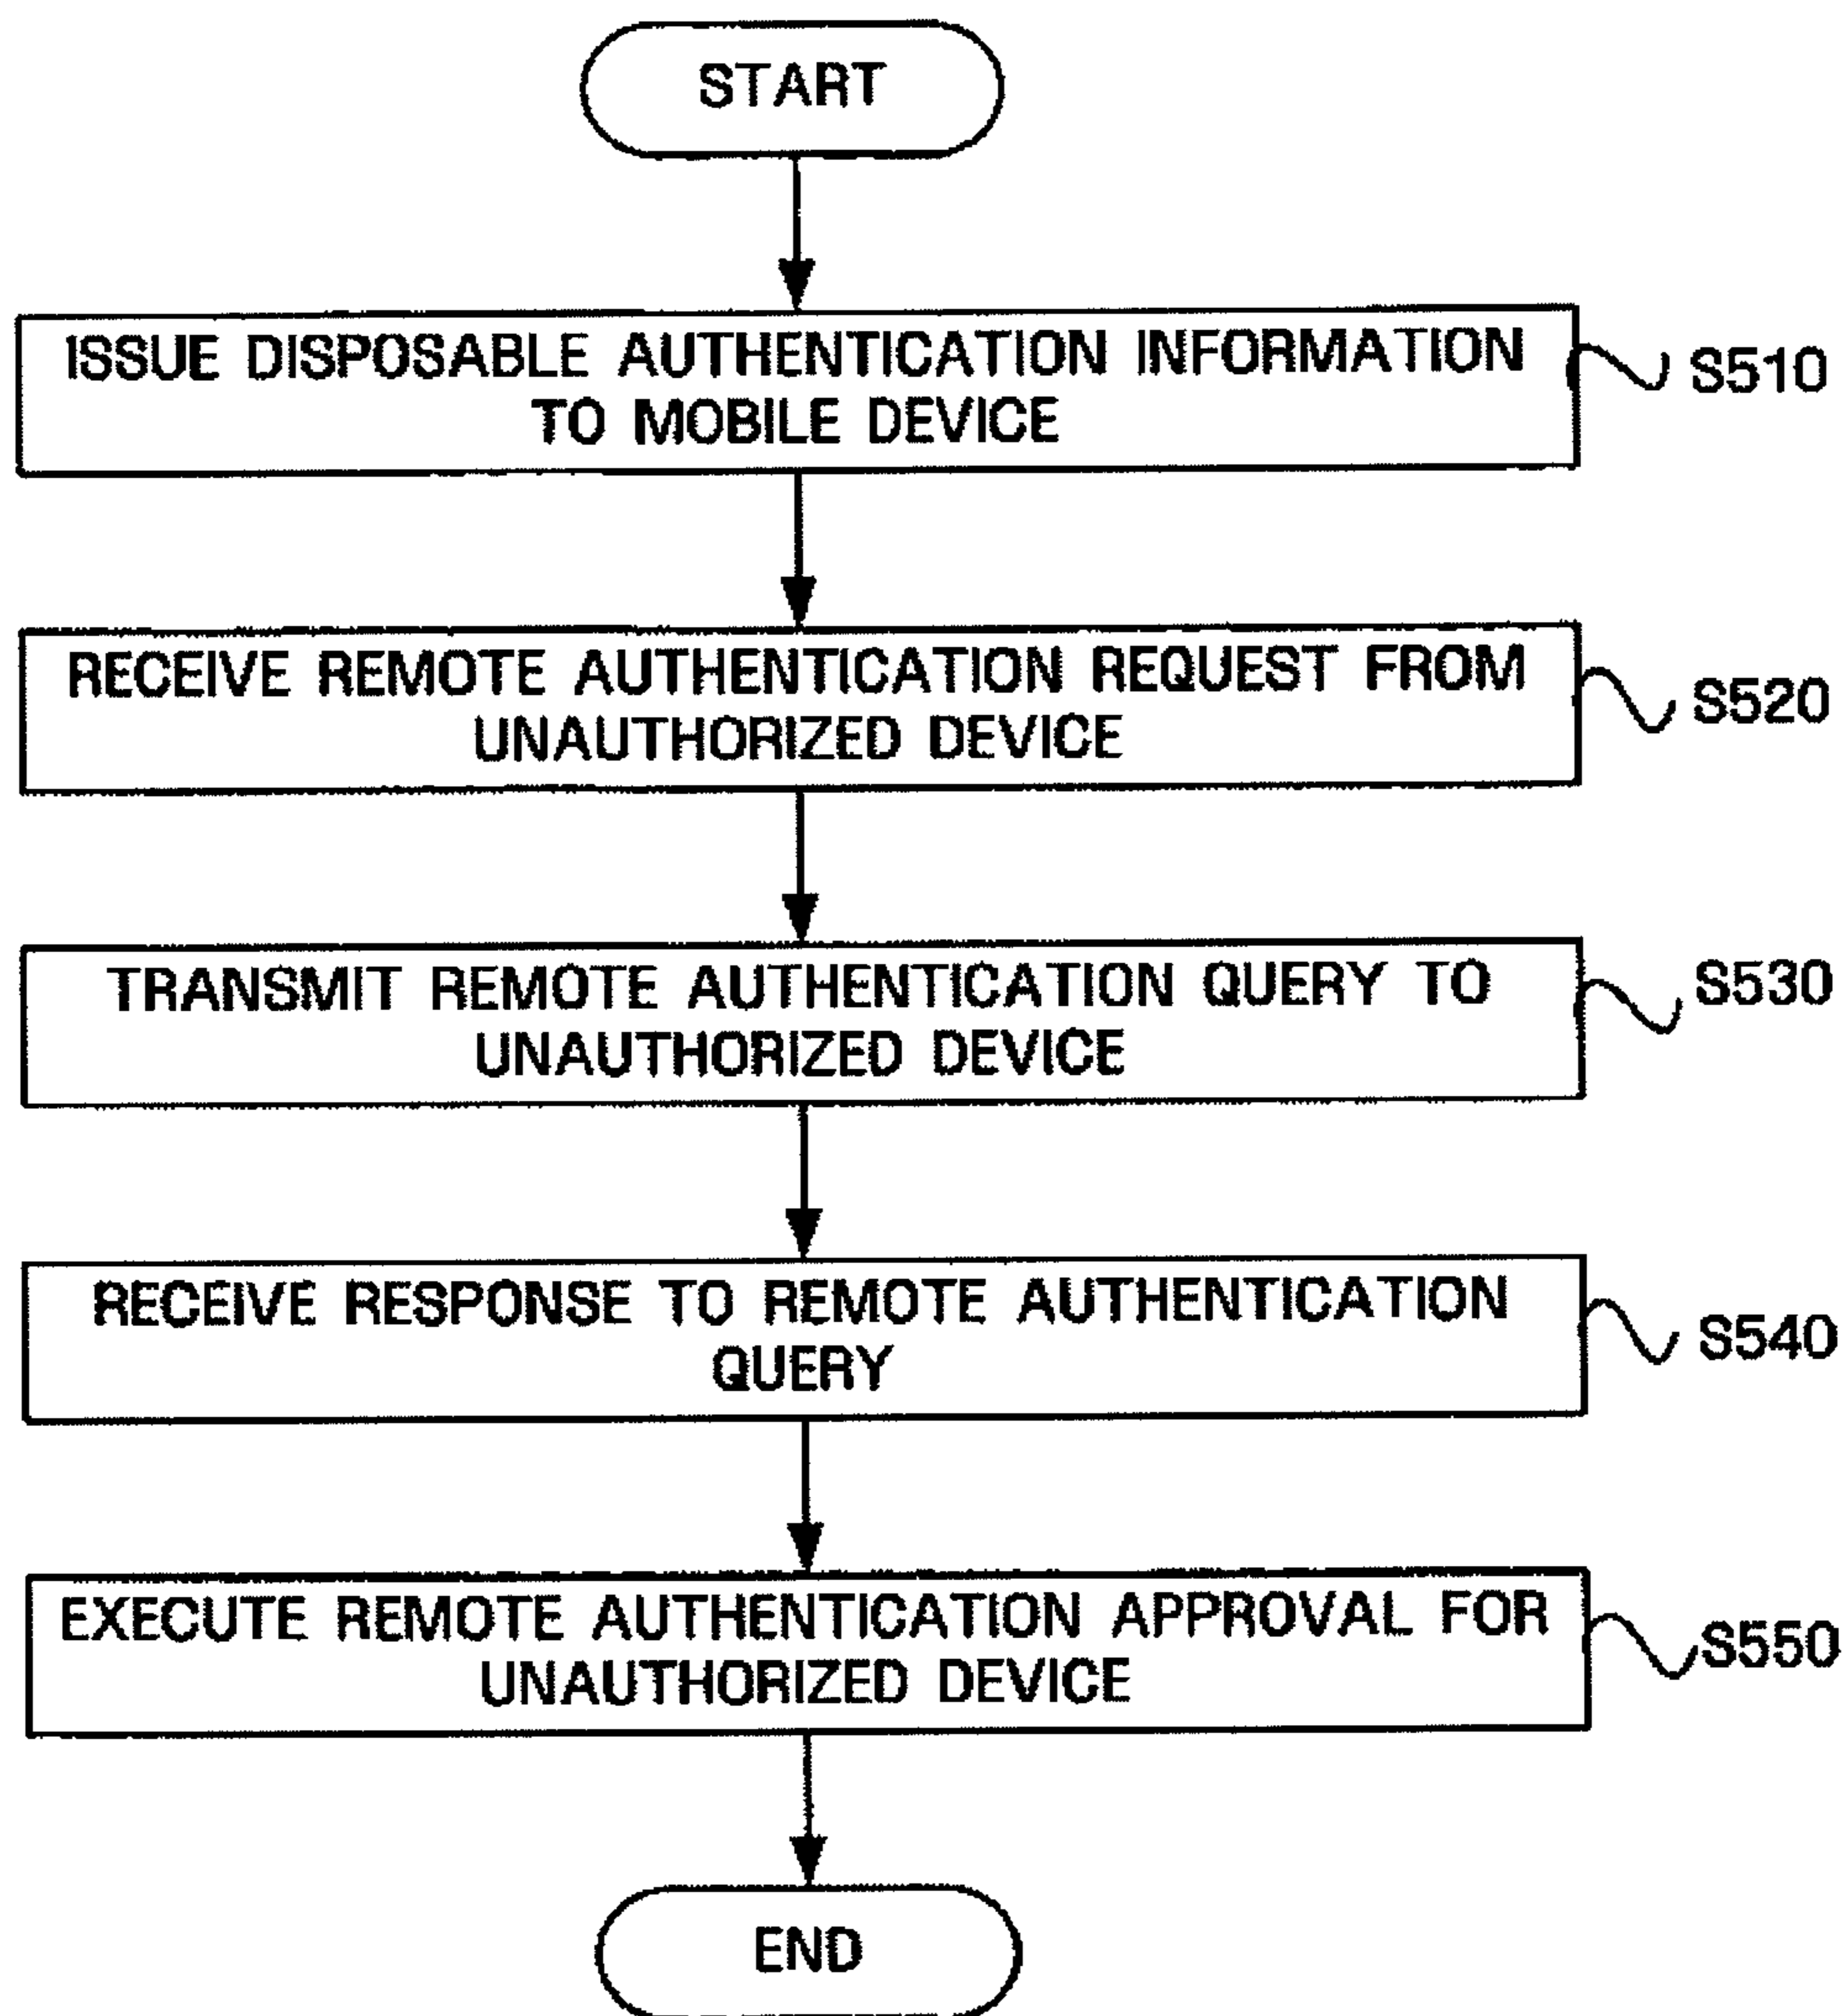 START
ISSUE DISPOSABLE AUTHENTICATION INFORMATION
TO MOBILE DEVICE
S510
RECEIVE REMOTE AUTHENTICATION REQUEST FROM
UNAUTHORIZED DEVICE
S520
TRANSMIT REMOTE AUTHENTICATION QUERY TO
UNAUTHORIZED DEVICE
S530
RECEIVE RESPONSE TO REMOTE AUTHENTICATION
QUERY
S540
EXECUTE REMOTE AUTHENTICATION APPROVAL FOR
UNAUTHORIZED DEVICE
S550
END